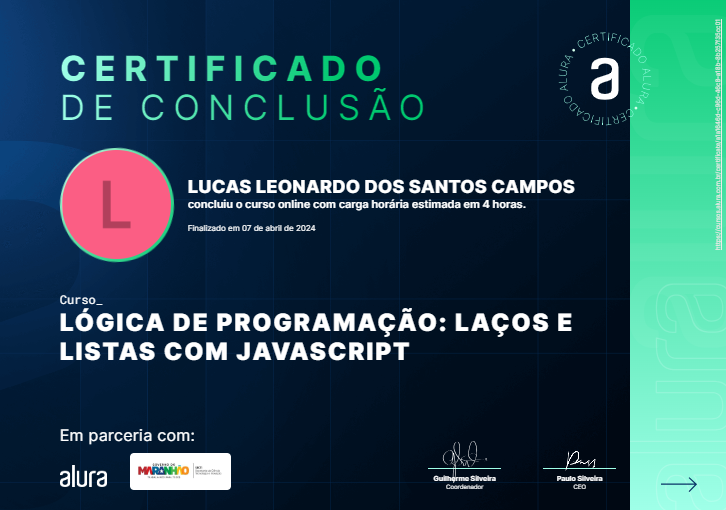 CERTIFICADO
DE CONCLUSÃO
CERTIFICADO ALURA • CERTIFICADO ALURA •
a
L
LUCAS LEONARDO DOS SANTOS CAMPOS
concluiu o curso online com carga horária estimada em 4 horas.
Finalizado em 07 de abril de 2024
Curso_
LÓGICA DE PROGRAMAÇÃO: LAÇOS E
LISTAS COM JAVASCRIPT
Em parceria com:
alura
GOVERNO DO
MARANHÃO
Guilherme Silveira
Coordenador
Paulo Silveira
CEO
alura